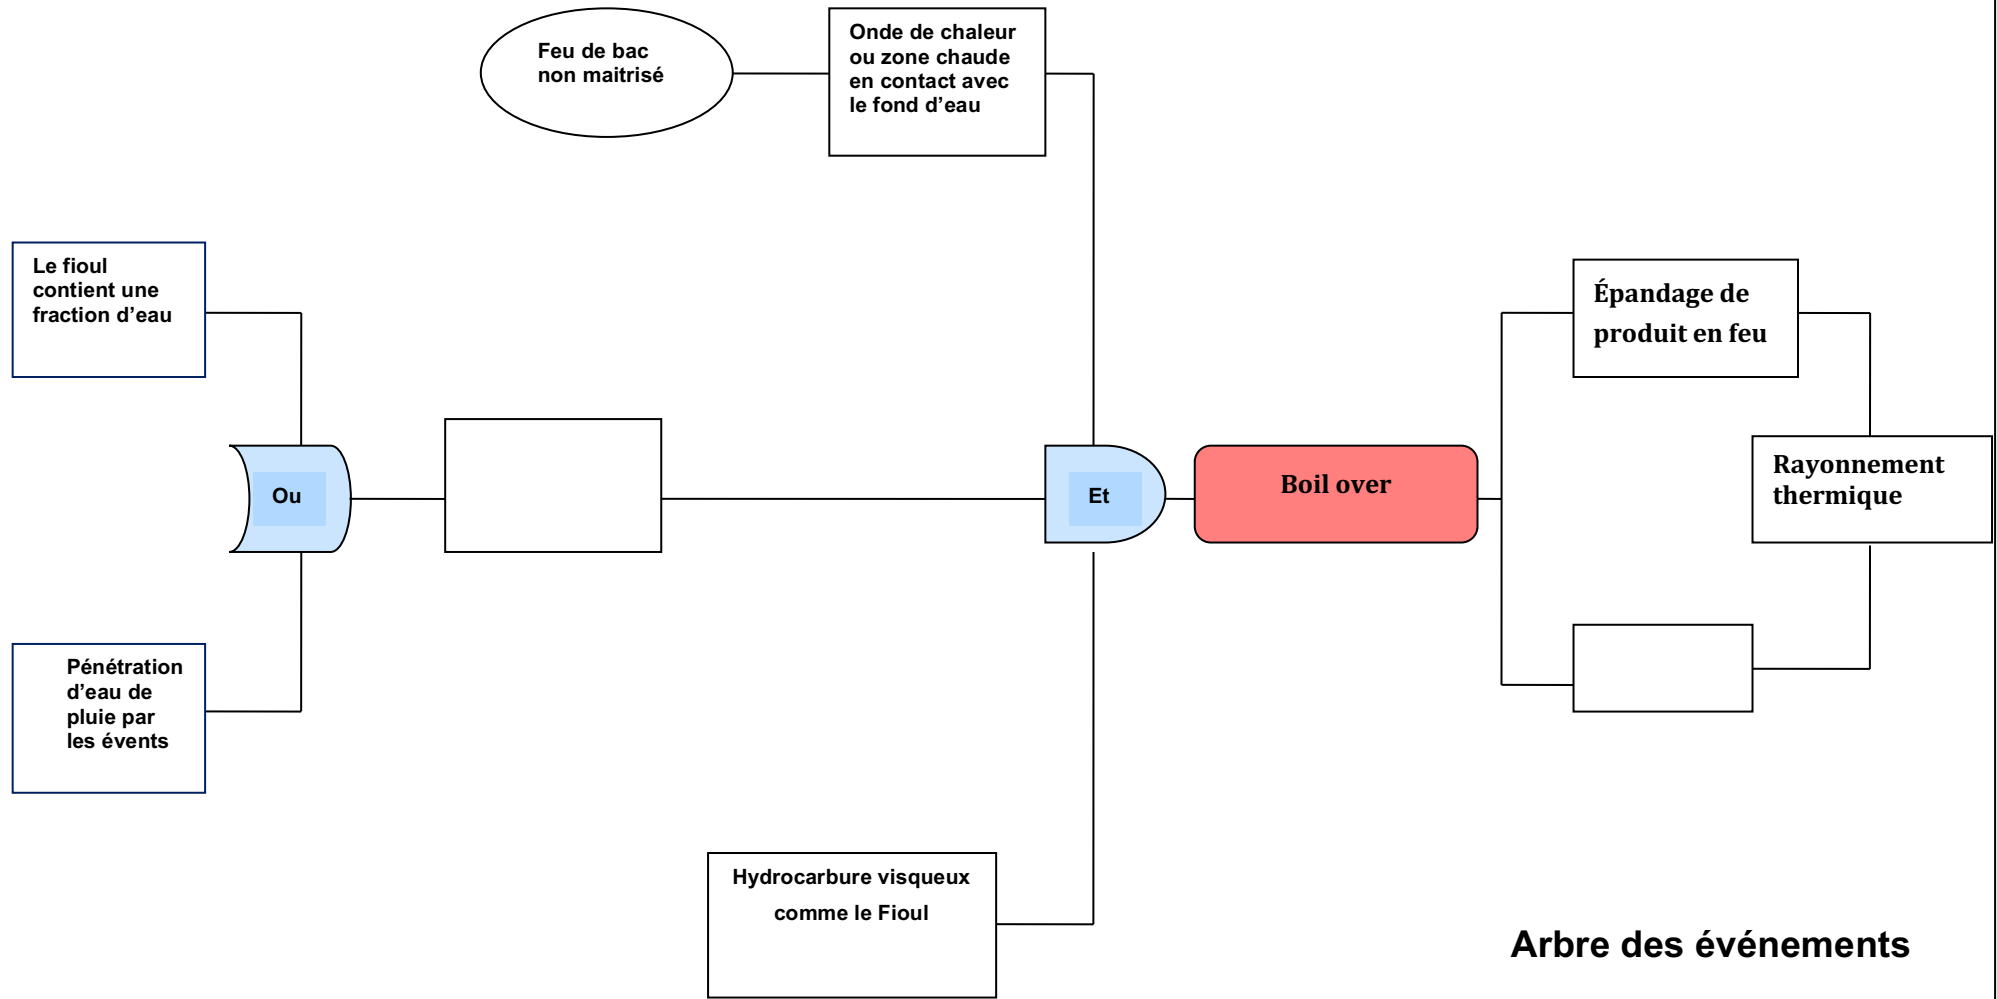 Feu de bac
non maitrisé
Onde de chaleur
ou zone chaude
en contact avec
le fond d’eau
Le fioul
contient une
fraction d’eau
Épandage de
produit en feu
Ou
Et
Boil over
Rayonnement
thermique
Pénétration
d’eau de
pluie par
les évents
Hydrocarbure visqueux
comme le Fioul
Arbre des événements